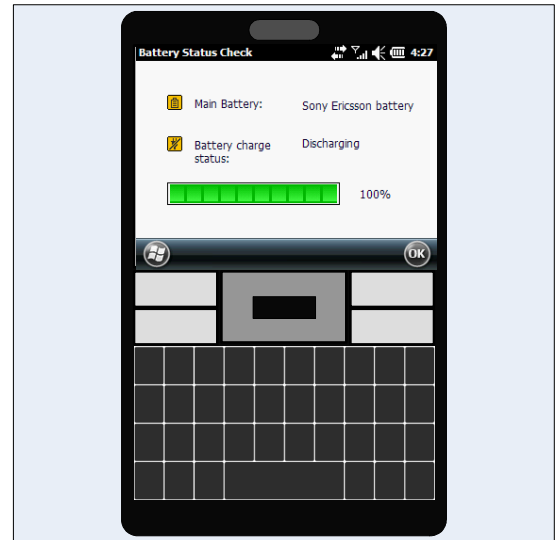 Battery Status Check 4:27
Main Battery: Sony Ericsson battery
Battery charge Discharging
status:
100%
OK